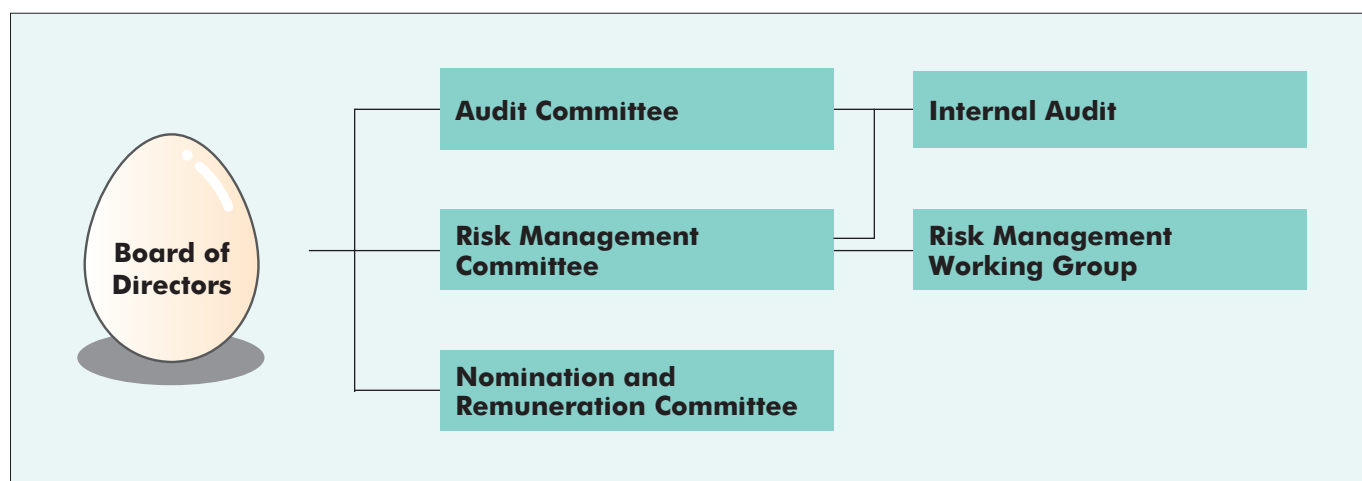 Board of
Directors
Audit Committee
Internal Audit
Risk Management
Committee
Risk Management
Working Group
Nomination and
Remuneration Committee